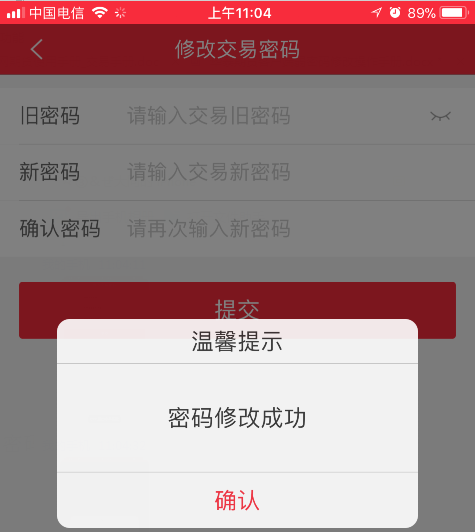 中国电信 上午11:04 89%
修改交易密码
旧密码 请输入交易旧密码
新密码 请输入交易新密码
确认密码 请再次输入新密码
提交
温馨提示
密码修改成功
确认